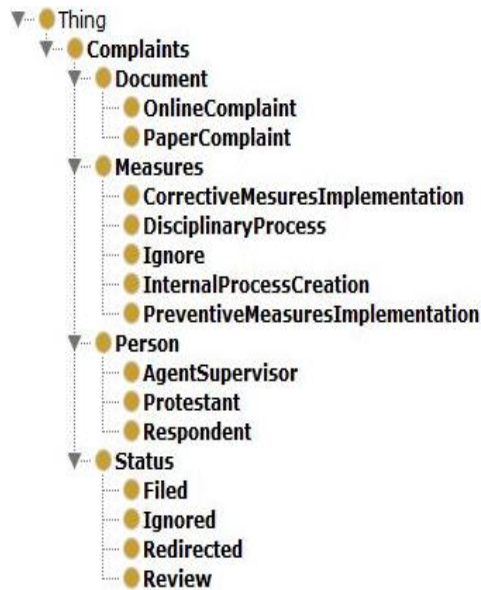 Thing
Complaints
Document
OnlineComplaint
PaperComplaint
Measures
CorrectiveMesuresImplementation
DisciplinaryProcess
Ignore
InternalProcessCreation
PreventiveMeasuresImplementation
Person
AgentSupervisor
Protestant
Respondent
Status
Filed
Ignored
Redirected
Review